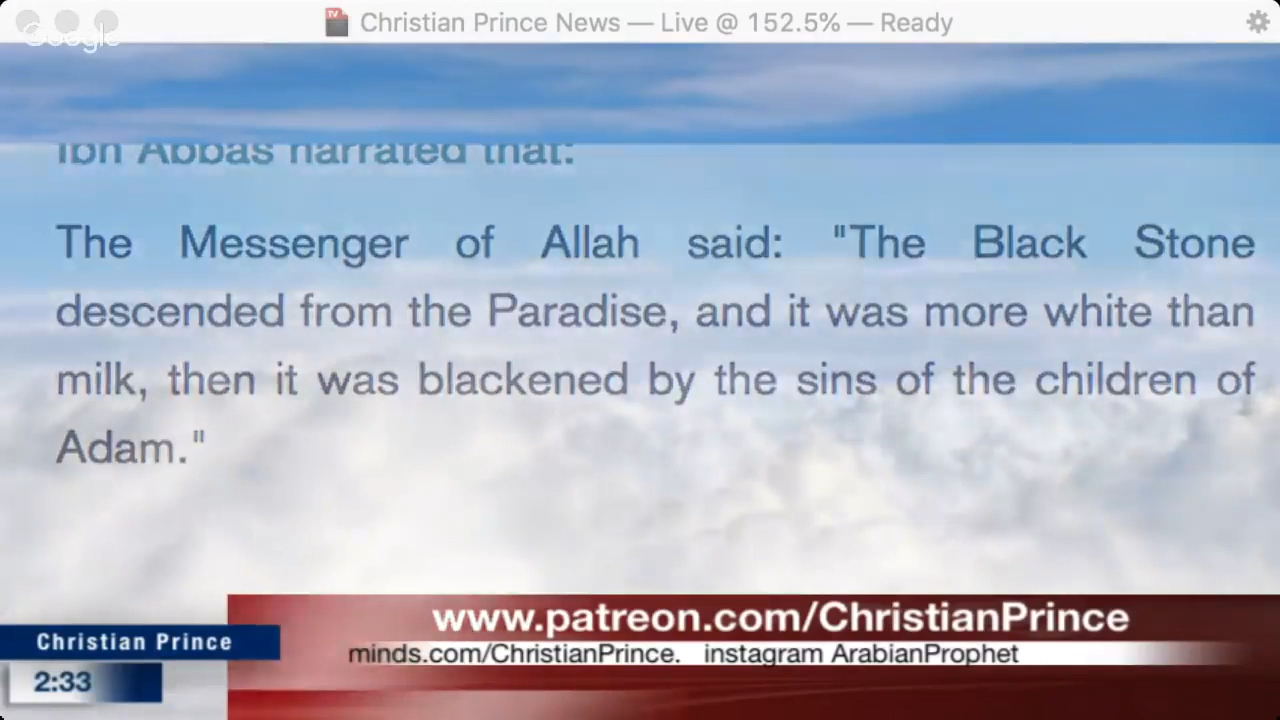 Christian Prince News — Live @ 152.5% — Ready
Google
Ibn Abbas narrated that:
The Messenger of Allah said: "The Black Stone
descended from the Paradise, and it was more white than
milk, then it was blackened by the sins of the children of
Adam."
www.patreon.com/ChristianPrince
Christian Prince
minds.com/ChristianPrince. instagram ArabianProphet
2:33